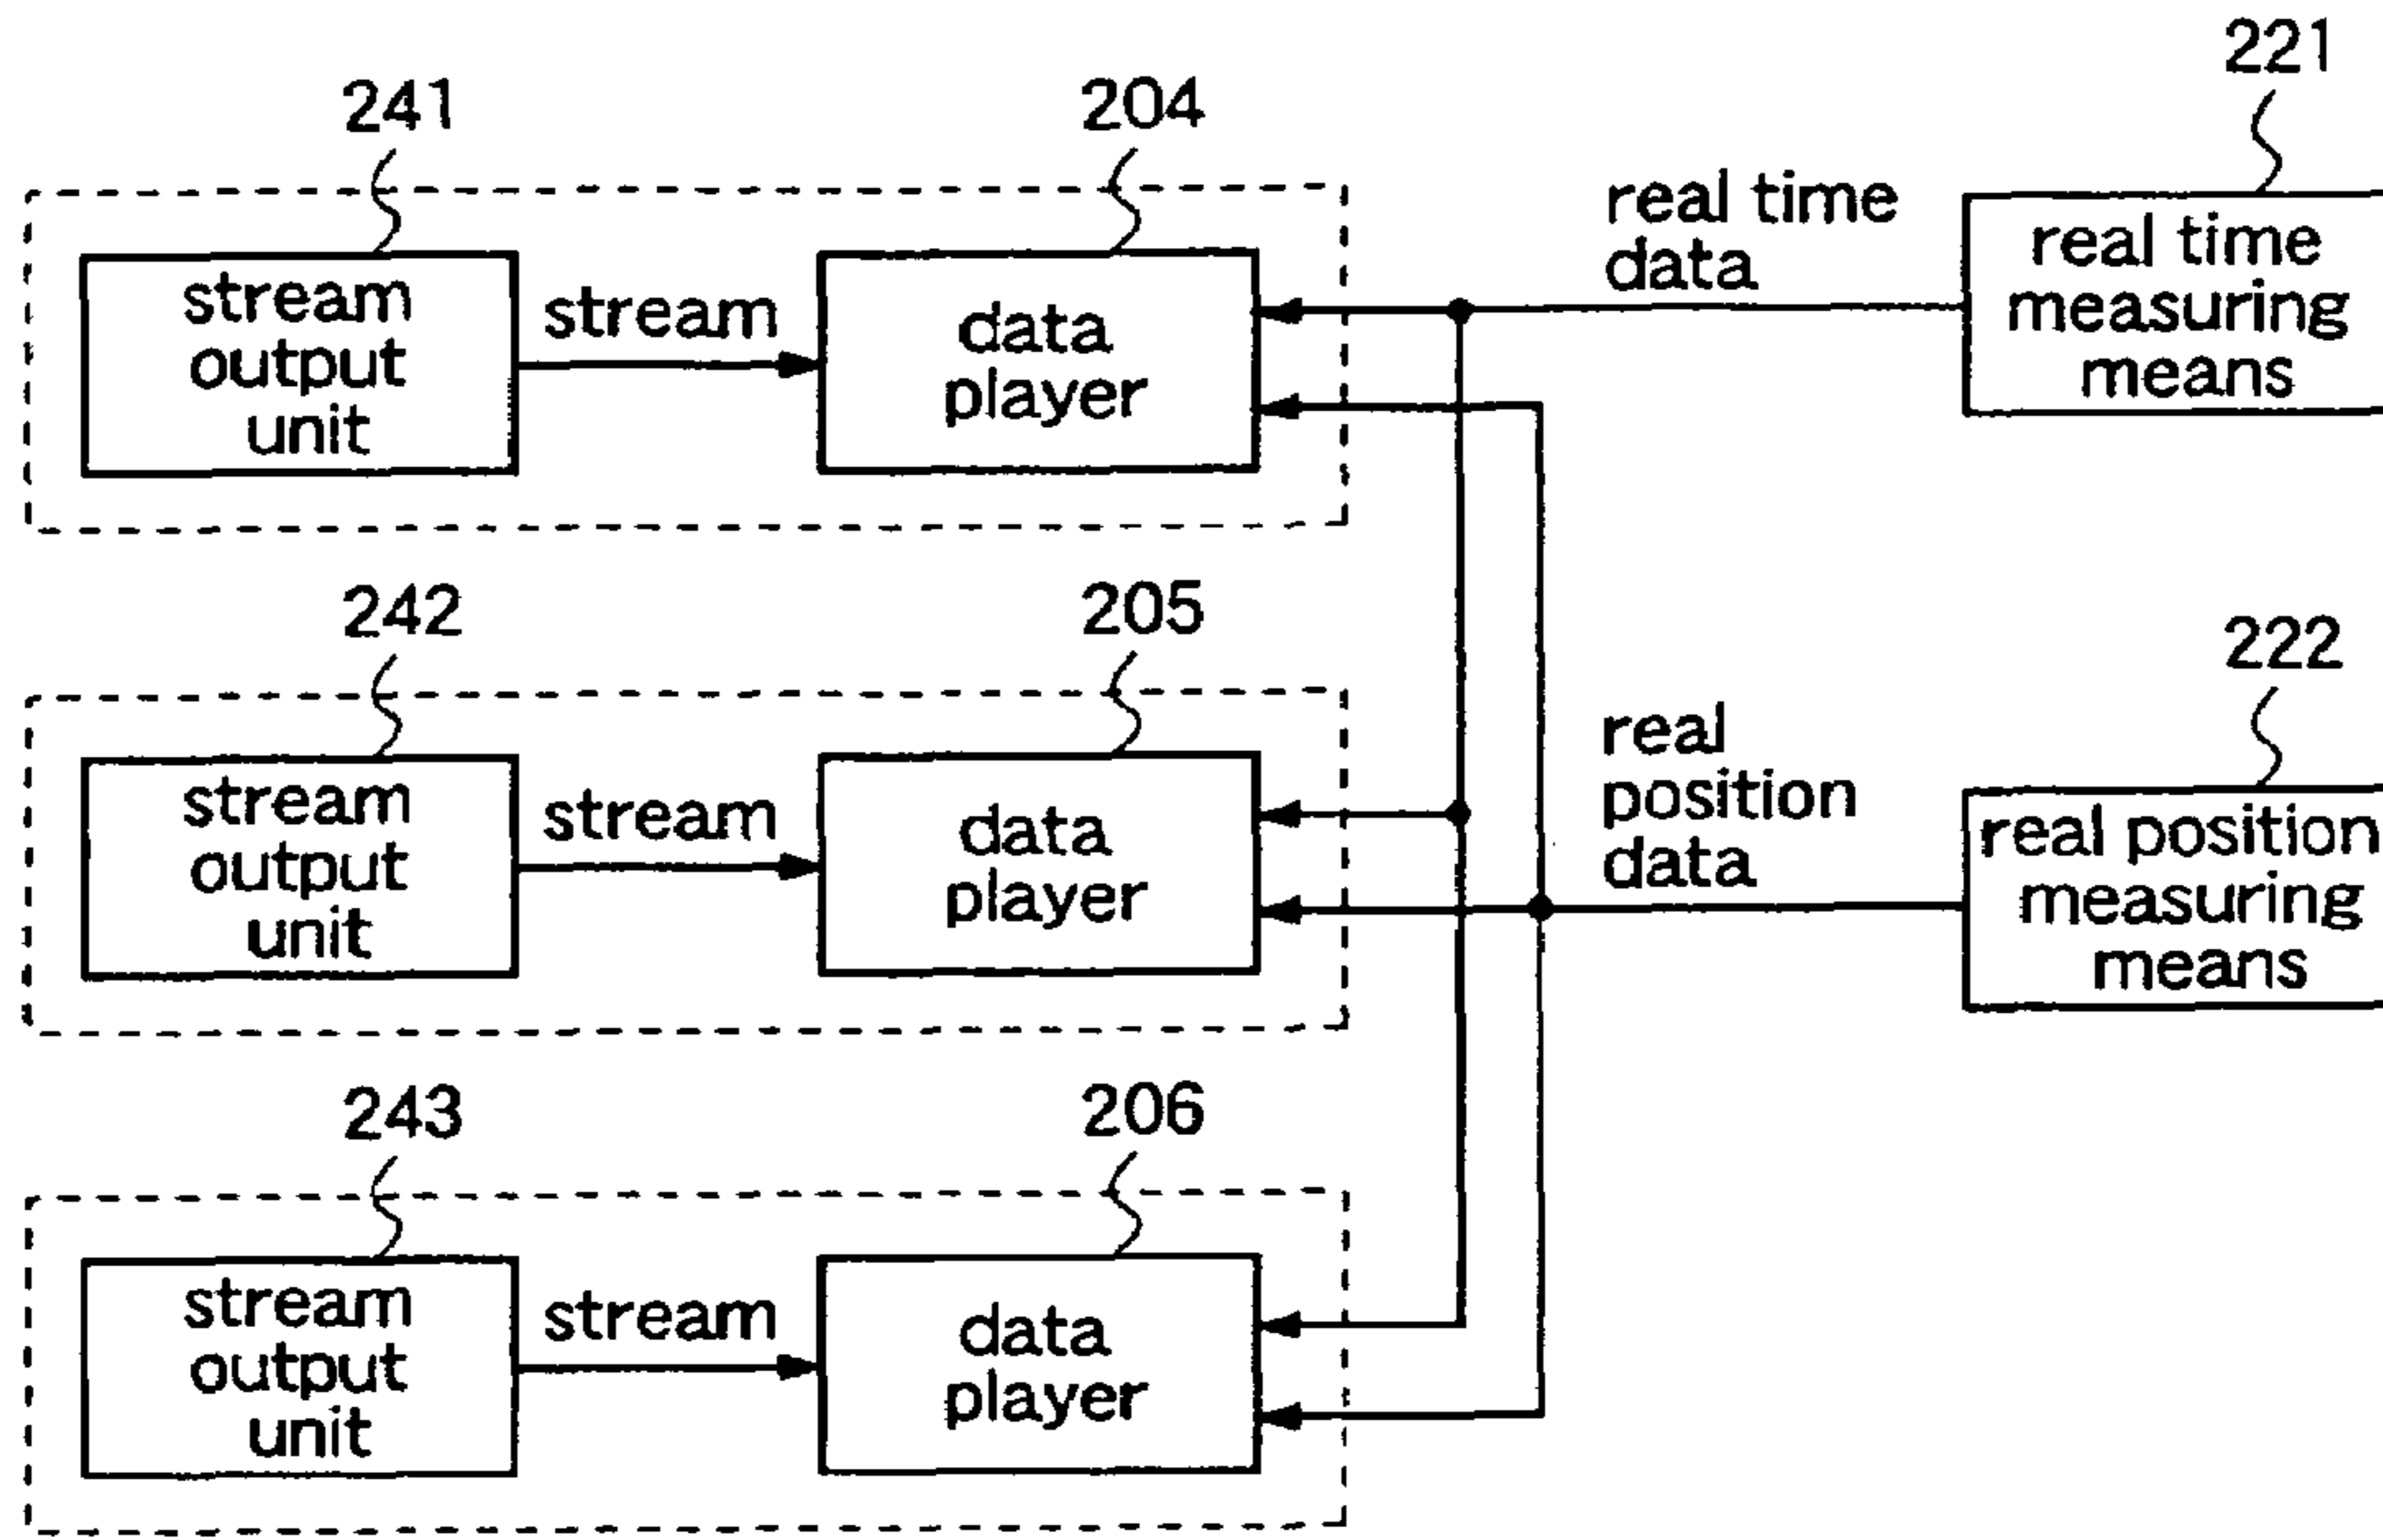 241
204
221
real time
data
real time
measuring
means
stream
output
unit
stream
data
player
242
205
222
real
position
data
real position
measuring
means
stream
output
unit
stream
data
player
243
206
stream
output
unit
stream
data
player